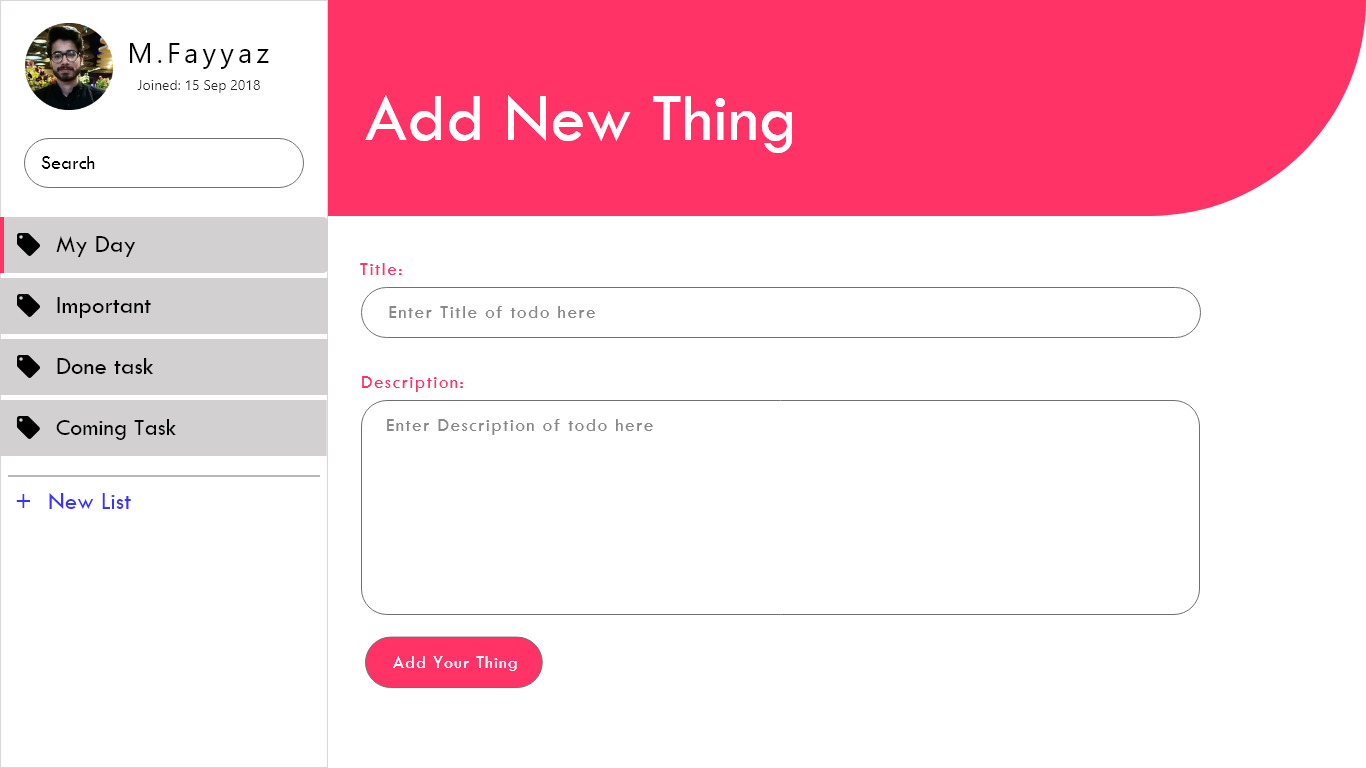 M.Fayyaz
Joined: 15 Sep 2018
Search
My Day
Important
Done task
Coming Task
+ New List
Add New Thing
Title:
Enter Title of todo here
Description:
Enter Description of todo here
Add Your Thing